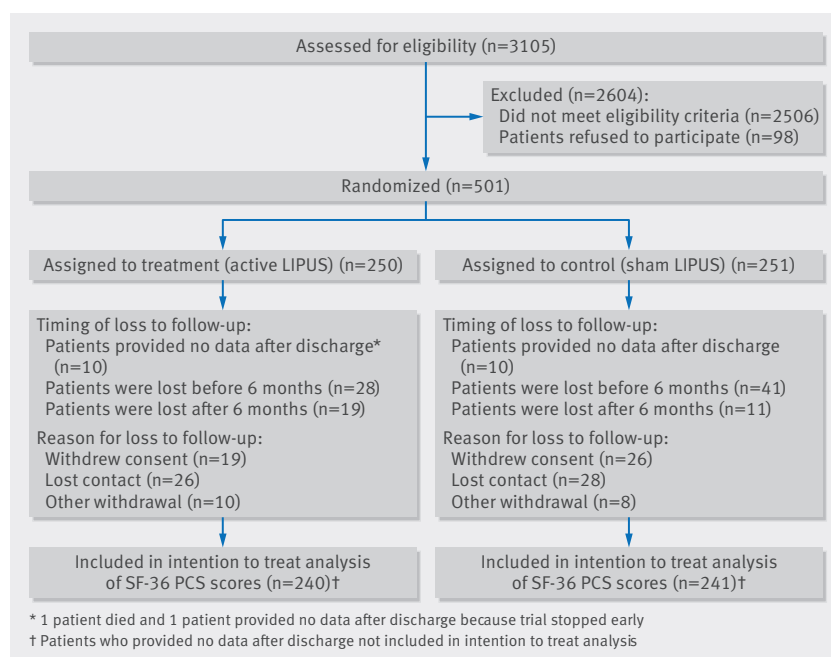 Assessed for eligibility (n=3105)
Excluded (n=2604):
Did not meet eligibility criteria (n=2506)
Patients refused to participate (n=98)
Randomized (n=501)
Assigned to treatment (active LIPUS) (n=250)
Timing of loss to follow-up:
Patients provided no data after discharge*
(n=10)
Patients were lost before 6 months (n=28)
Patients were lost after 6 months (n=19)
Reason for loss to follow-up:
Withdrew consent (n=19)
Lost contact (n=26)
Other withdrawal (n=10)
Included in intention to treat analysis
of SF-36 PCS scores (n=240)†
Assigned to control (sham LIPUS) (n=251)
Timing of loss to follow-up:
Patients provided no data after discharge
(n=10)
Patients were lost before 6 months (n=41)
Patients were lost after 6 months (n=11)
Reason for loss to follow-up:
Withdrew consent (n=26)
Lost contact (n=28)
Other withdrawal (n=8)
Included in intention to treat analysis
of SF-36 PCS scores (n=241)†
* 1 patient died and 1 patient provided no data after discharge because trial stopped early
† Patients who provided no data after discharge not included in intention to treat analysis